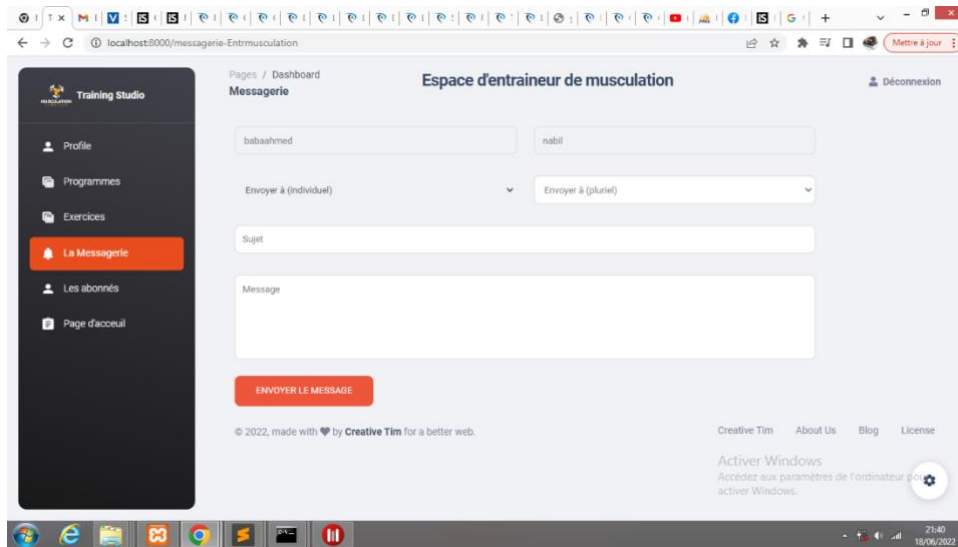 localhost:8000/messagerie-Entrmusculation
Mettre à jour
MUSCULATION
Training Studio
Profile
Programmes
Exercices
La Messagerie
Les abonnés
Page d'acceuil
Pages / Dashboard
Messagerie
Espace d'entraineur de musculation
Déconnexion
babaahmed
nabil
Envoyer à (individuel)
Envoyer à (pluriel)
Sujet
Message
ENVOYER LE MESSAGE
© 2022, made with ♥ by Creative Tim for a better web.
Creative Tim About Us Blog License
Activer Windows
Accédez aux paramètres de l'ordinateur pour
activer Windows.
21:40
18/06/2022